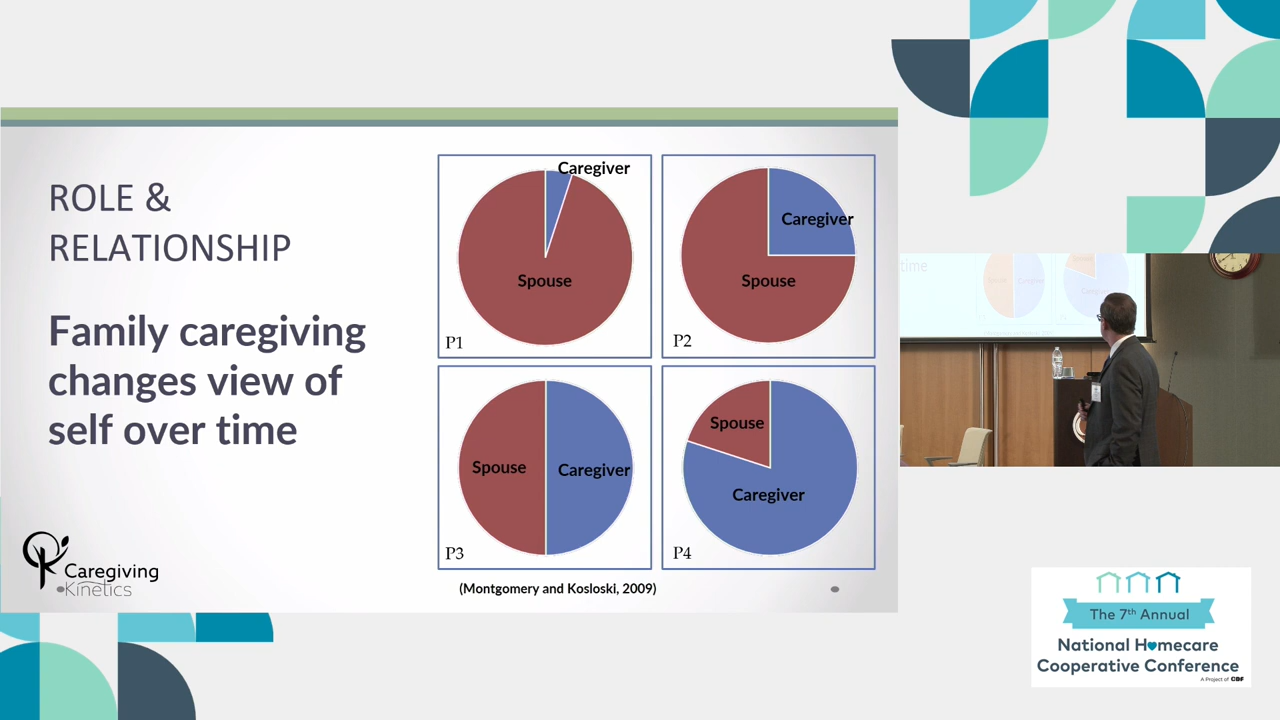 ROLE &
RELATIONSHIP
Family caregiving
changes view of
self over time
Caregiver
Spouse
P1
Caregiver
Spouse
P2
Spouse
Caregiver
P3
Spouse
Caregiver
P4
(Montgomery and Kosloski, 2009)
Caregiving
Kinetics
time
The 7th Annual
National Homecare
Cooperative Conference
A Project of CDF